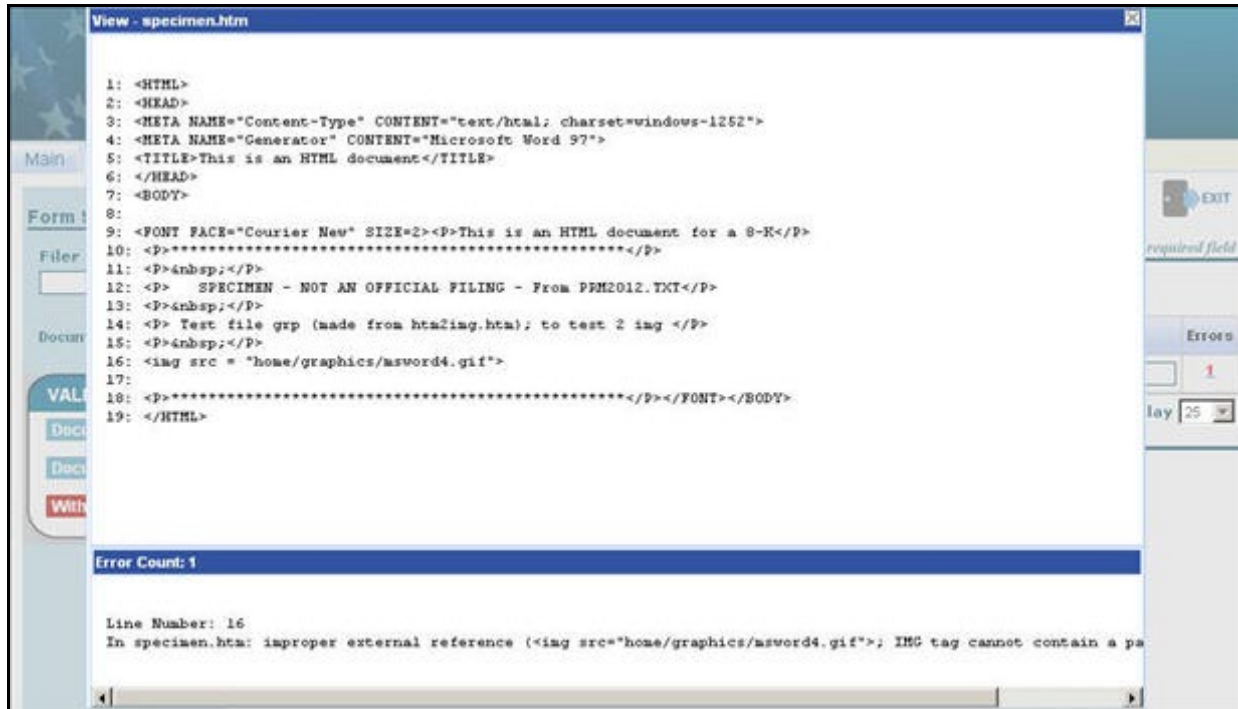 View - specimen.htm
1: <HTML>
2: <HEAD>
3: <META NAME="Content-Type" CONTENT="text/html; charset=windows-1252">
4: <META NAME="Generator" CONTENT="Microsoft Word 97">
5: <TITLE>This is an HTML document</TITLE>
6: </HEAD>
7: <BODY>
8:
9: <FONT FACE="Courier New" SIZE=2><P>This is an HTML document for a 8-K</P>
10: <P>*****************************************************</P>
11: <P>&nbsp;</P>
12: <P>   SPECIMEN - NOT AN OFFICIAL FILING - From PRM2012.TXT</P>
13: <P>&nbsp;</P>
14: <P> Test file grp (made from htm2img.htm); to test 2 img </P>
15: <P>&nbsp;</P>
16: <img src = "home/graphics/msword4.gif">
17:
18: <P>*****************************************************</P></FONT></BODY>
19: </HTML>
Error Count: 1
Line Number: 16
In specimen.htm: improper external reference (<img src="home/graphics/msword4.gif">; IMG tag cannot contain a pa
Main
Form S
Filer
Docum
VALI
Docu
Docu
With
EXIT
required field
Errors
1
lay 25